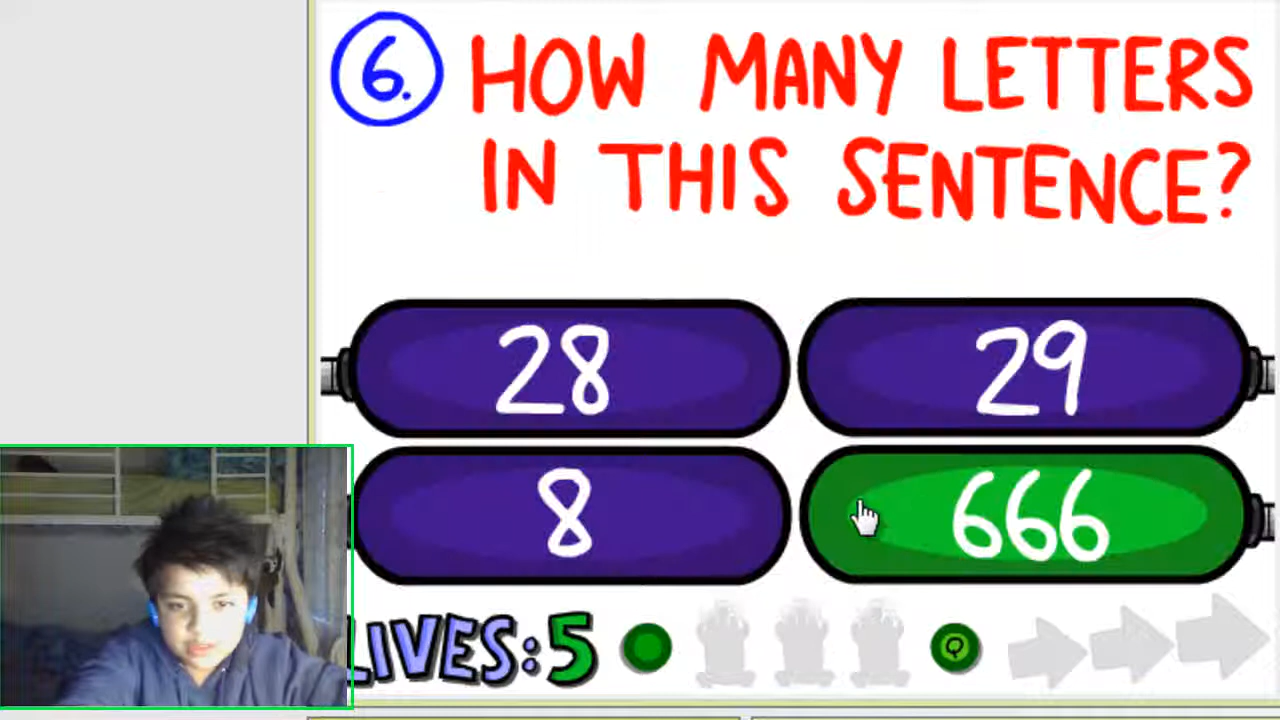 6. HOW MANY LETTERS
IN THIS SENTENCE?
28
29
8
666
LIVES:5
Q